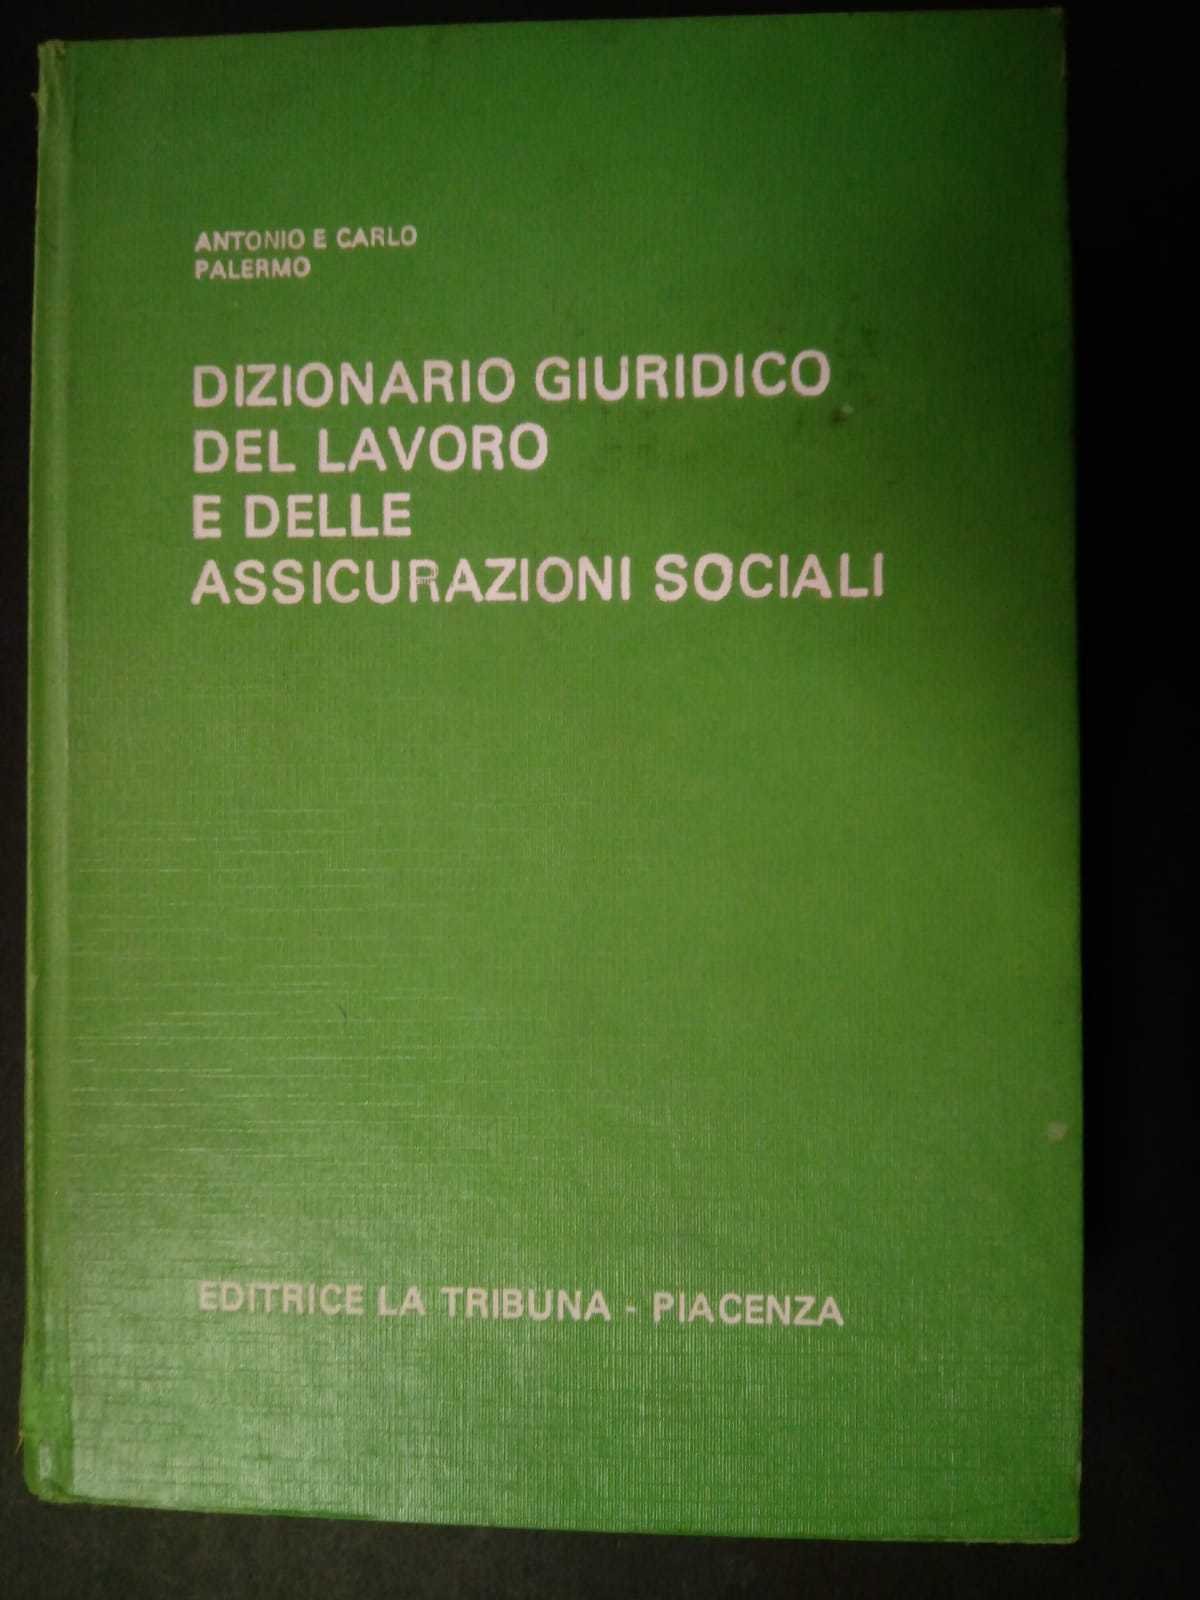 ANTONIO E CARLO
PALERMO
DIZIONARIO GIURIDICO
DEL LAVORO
E DELLE
ASSICURAZIONI SOCIALI
EDITRICE LA TRIBUNA - PIACENZA